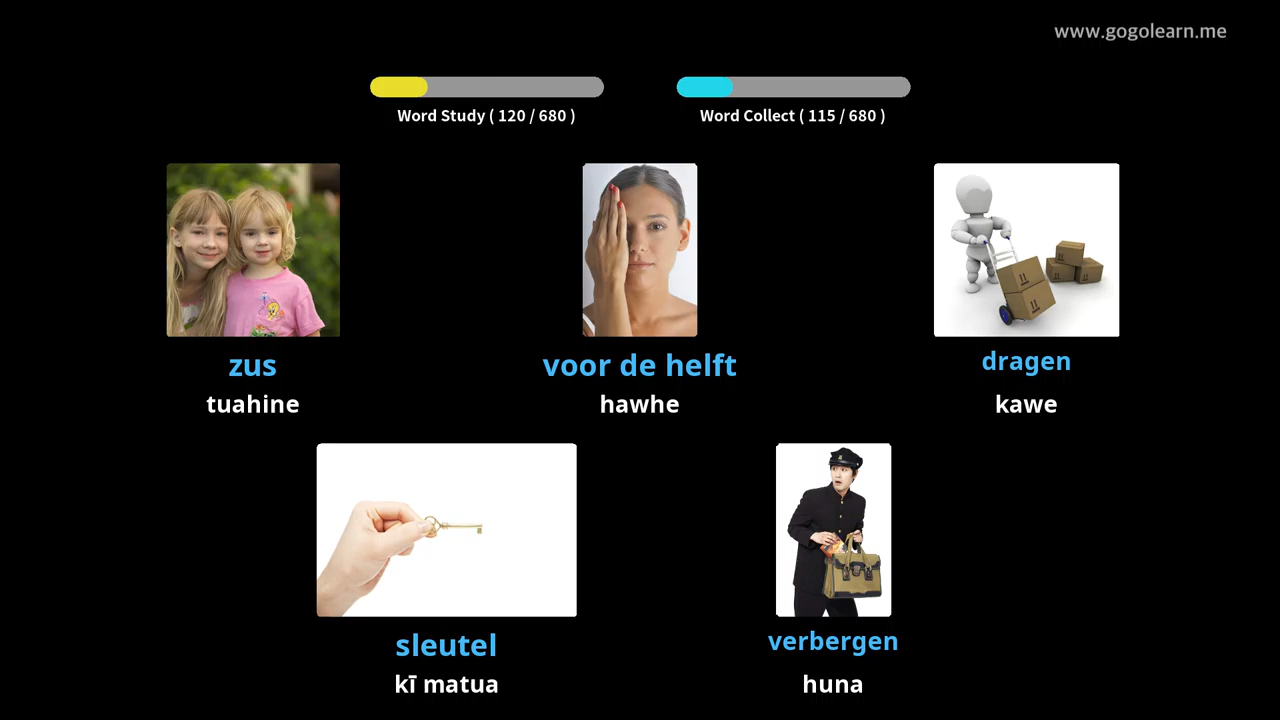 www.gogolearn.me
Word Study ( 120 / 680 )
Word Collect ( 115 / 680 )
zus
voor de helft
dragen
tuahine
hawhe
kawe
sleutel
verbergen
kī matua
huna